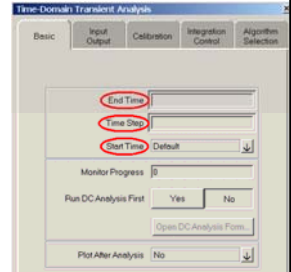 Time-Domain Transient Analysis
Basic
Input Output
Calibration
Integration Control
Algorithm Selection
End Time
Time Step
Start Time Default
Monitor Progress 0
Run DC Analysis First Yes No
Open DC Analysis Form...
Plot After Analysis No